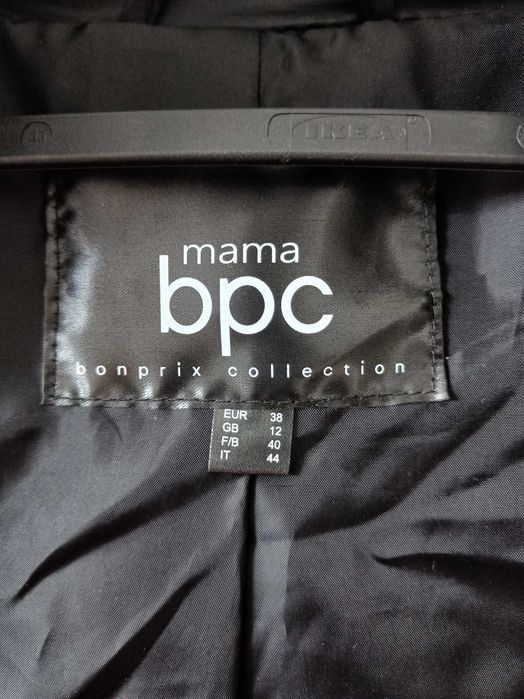 IKEA
mama
bpc
bonprix collection
EUR 38
GB 12
F/B 40
IT 44